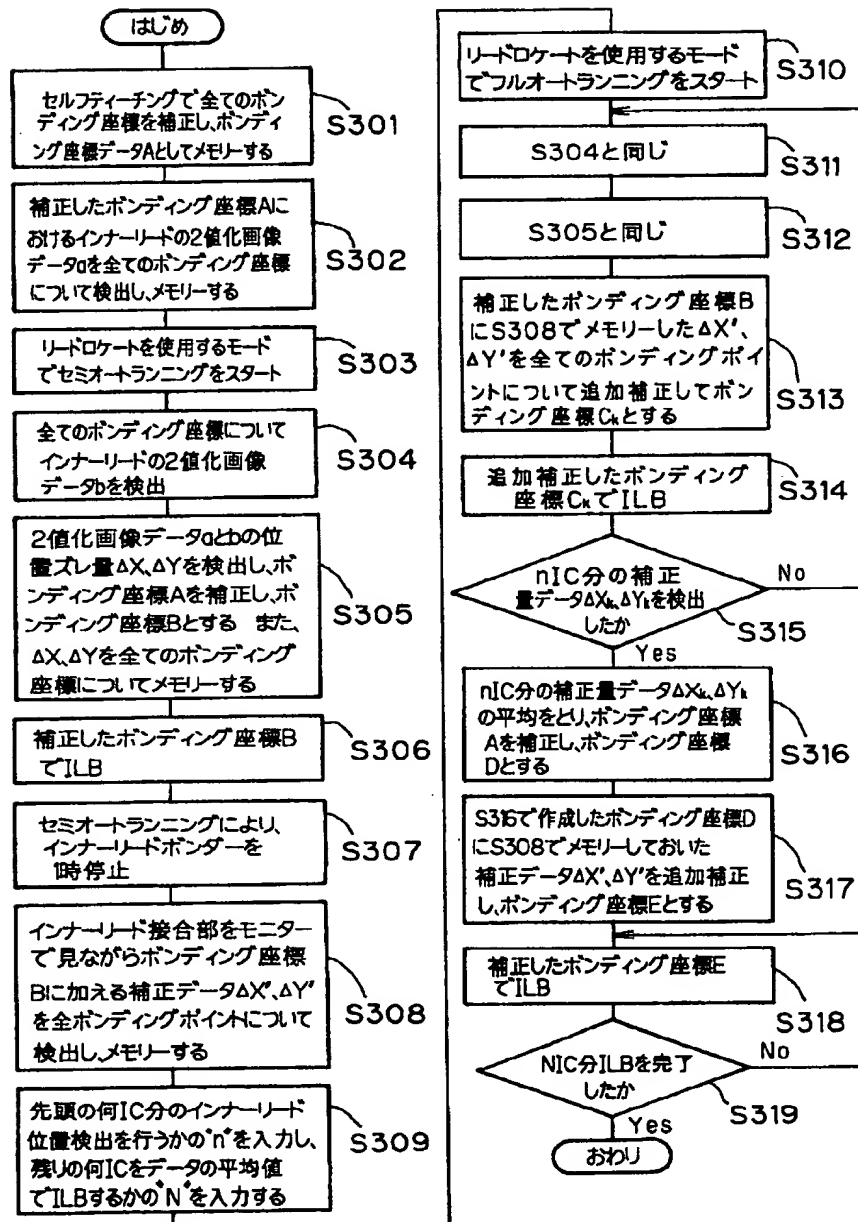 はじめ
セルフティーチングで全てのボン
ディング座標を補正し、ボンディ
ング座標データAとしてメモリーする
S301
補正したボンディング座標Aに
おけるインナーリードの2値化画像
データaを全てのボンディング座標
について検出し、メモリーする
S302
リードロケートを使用するモード
でセミオートランニングをスタート
S303
全てのボンディング座標について
インナーリードの2値化画像
データbを検出
S304
2値化画像データaとbの位
置ズレ量ΔX、ΔYを検出し、ボ
ンディング座標Aを補正し、ボ
ンディング座標Bとする また、
ΔX、ΔYを全てのボンディング
座標についてメモリーする
S305
補正したボンディング座標B
でILB
S306
セミオートランニングにより、
インナーリードボンダーを
1時停止
S307
インナーリード接合部をモニター
で見ながらボンディング座標
Bに加える補正データΔX'、ΔY'
を全ボンディングポイントについて
検出し、メモリーする
S308
先頭の何IC分のインナーリード
位置検出を行うかの"n"を入力し、
残りの何ICをデータの平均値
でILBするかの"N"を入力する
S309
リードロケートを使用するモード
でフルオートランニングをスタート
S310
S304と同じ
S311
S305と同じ
S312
補正したボンディング座標B
にS308でメモリーしたΔX'、
ΔY'を全てのボンディングポイ
ントについて追加補正してボン
ディング座標Ckとする
S313
追加補正したボンディング
座標CkでILB
S314
nIC分の補正
量データΔXk、ΔYkを検出
したか
No
S315
Yes
nIC分の補正量データΔXk、ΔYk
の平均をとり、ボンディング座標
Aを補正し、ボンディング座標
Dとする
S316
S316で作成したボンディング座標D
にS308でメモリーしておいた
補正データΔX'、ΔY'を追加補正
し、ボンディング座標Eとする
S317
補正したボンディング座標E
でILB
S318
NIC分ILBを完了
したか
No
S319
Yes
おわり